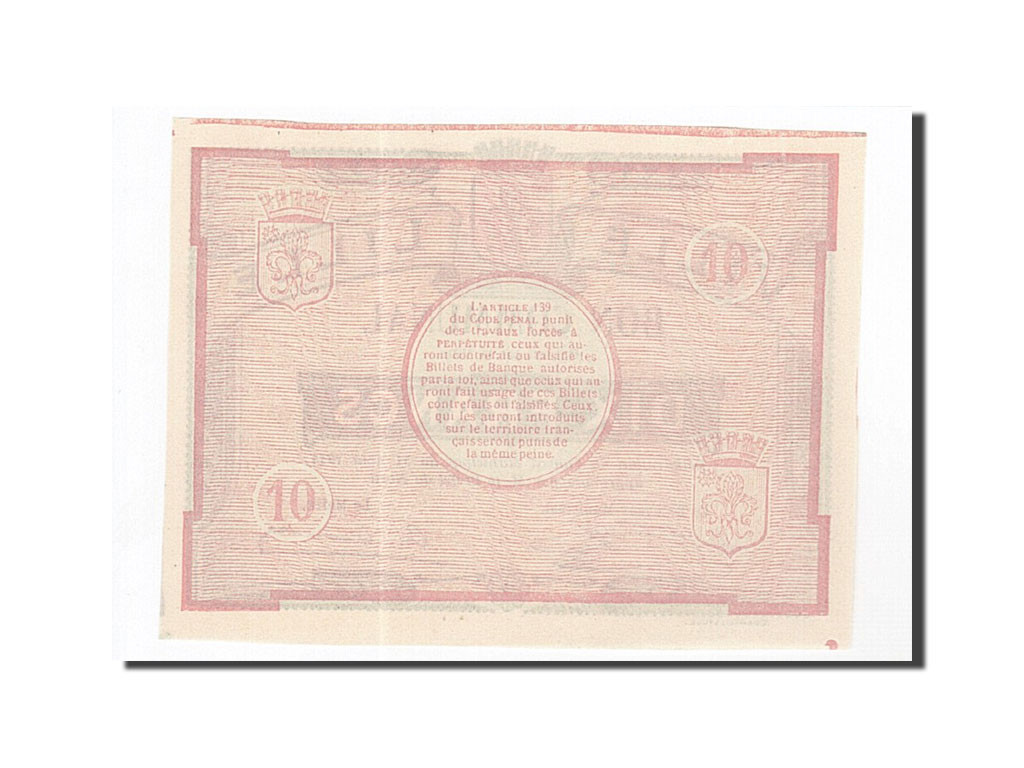 10
L'ARTICLE 139
du CODE PÉNAL punit
des travaux forcés à
PERPÉTUITÉ ceux qui au-
ront contrefait ou falsifié les
Billets de Banque autorisés
par la loi, ainsi que ceux qui au-
ront fait usage de ces Billets
contrefaits ou falsifiés. Ceux
qui les auront introduits
sur le territoire fran-
çais seront punis de
la même peine.
10